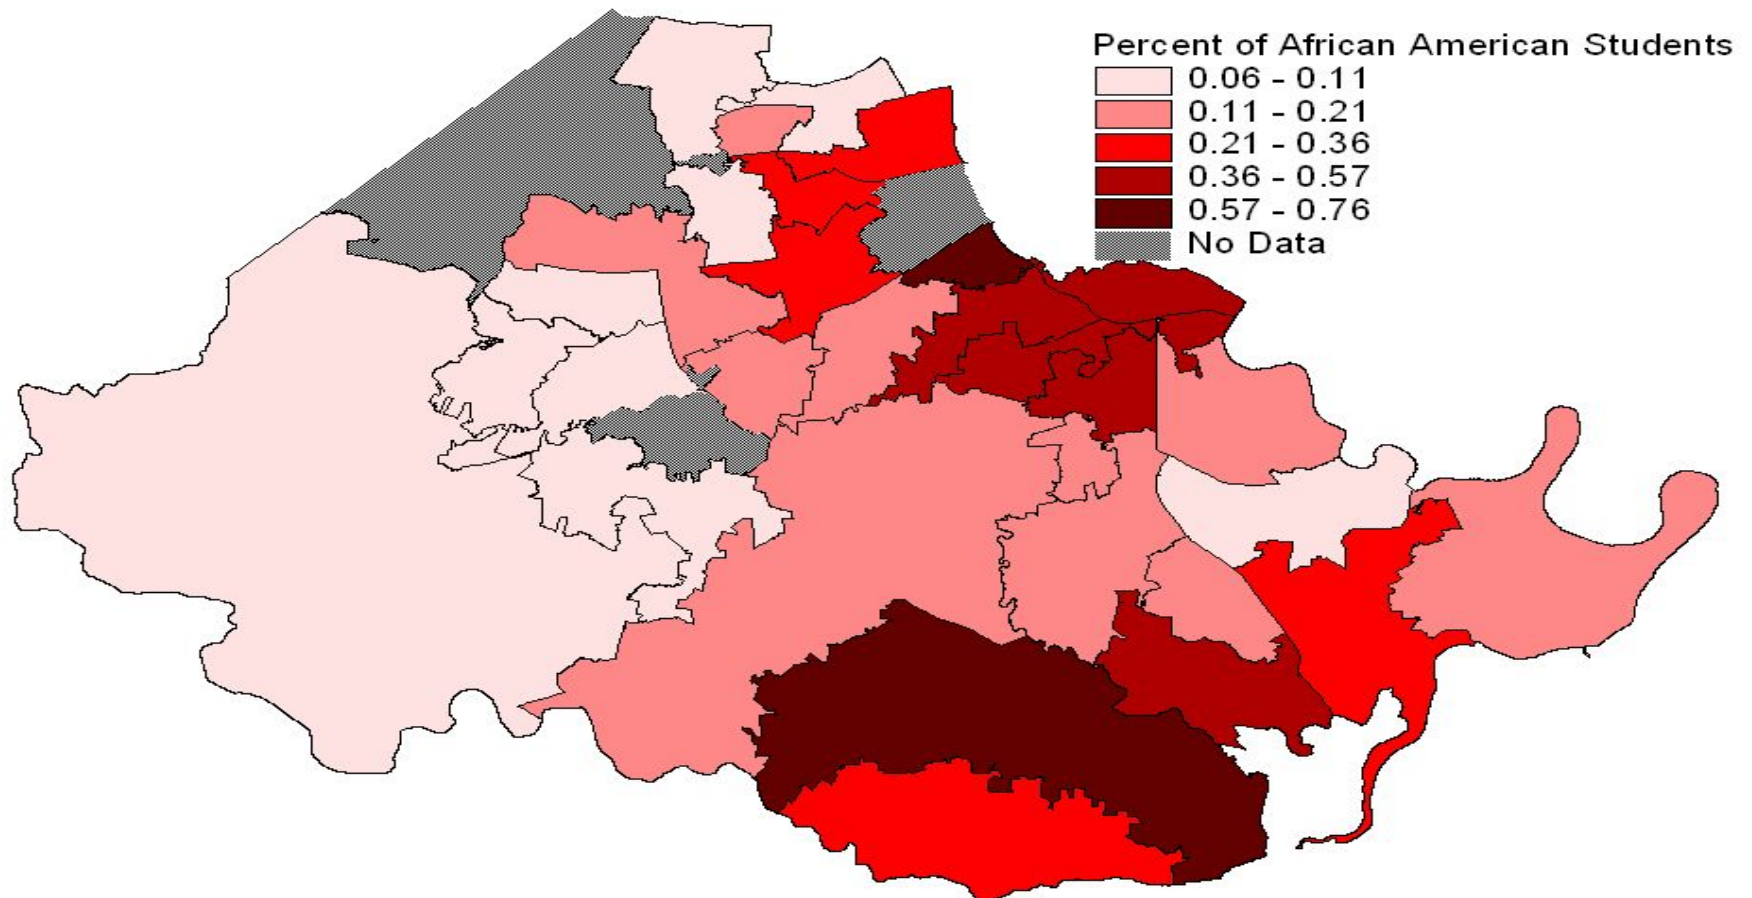 Percent of African American Students
0.06 - 0.11
0.11 - 0.21
0.21 - 0.36
0.36 - 0.57
0.57 - 0.76
No Data